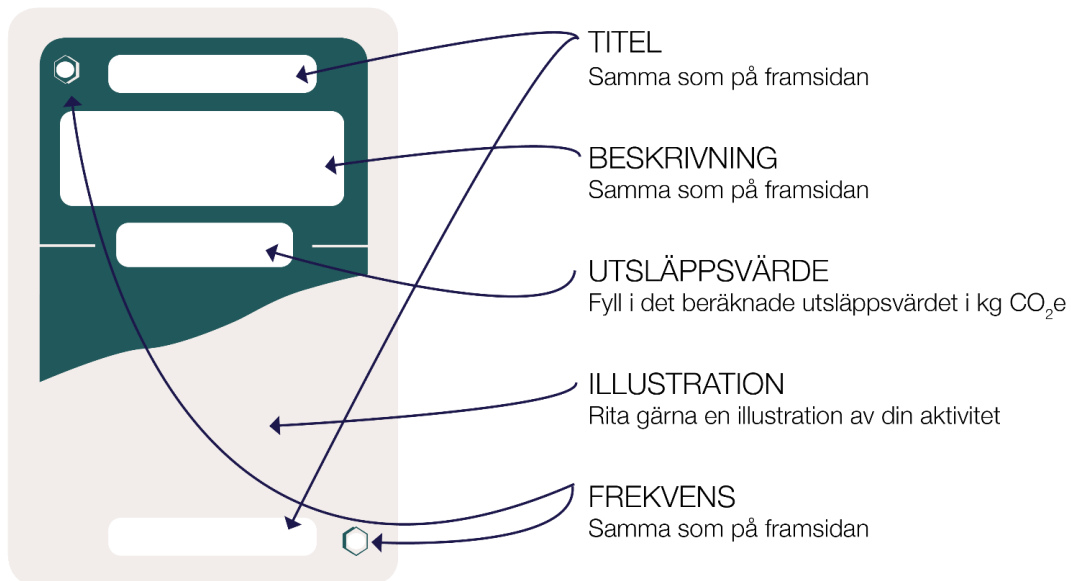 TITEL
Samma som på framsidan
BESKRIVNING
Samma som på framsidan
UTSLÄPPSVÄRDE
Fyll i det beräknade utsläppsvärdet i kg CO₂e
ILLUSTRATION
Rita gärna en illustration av din aktivitet
FREKVENS
Samma som på framsidan